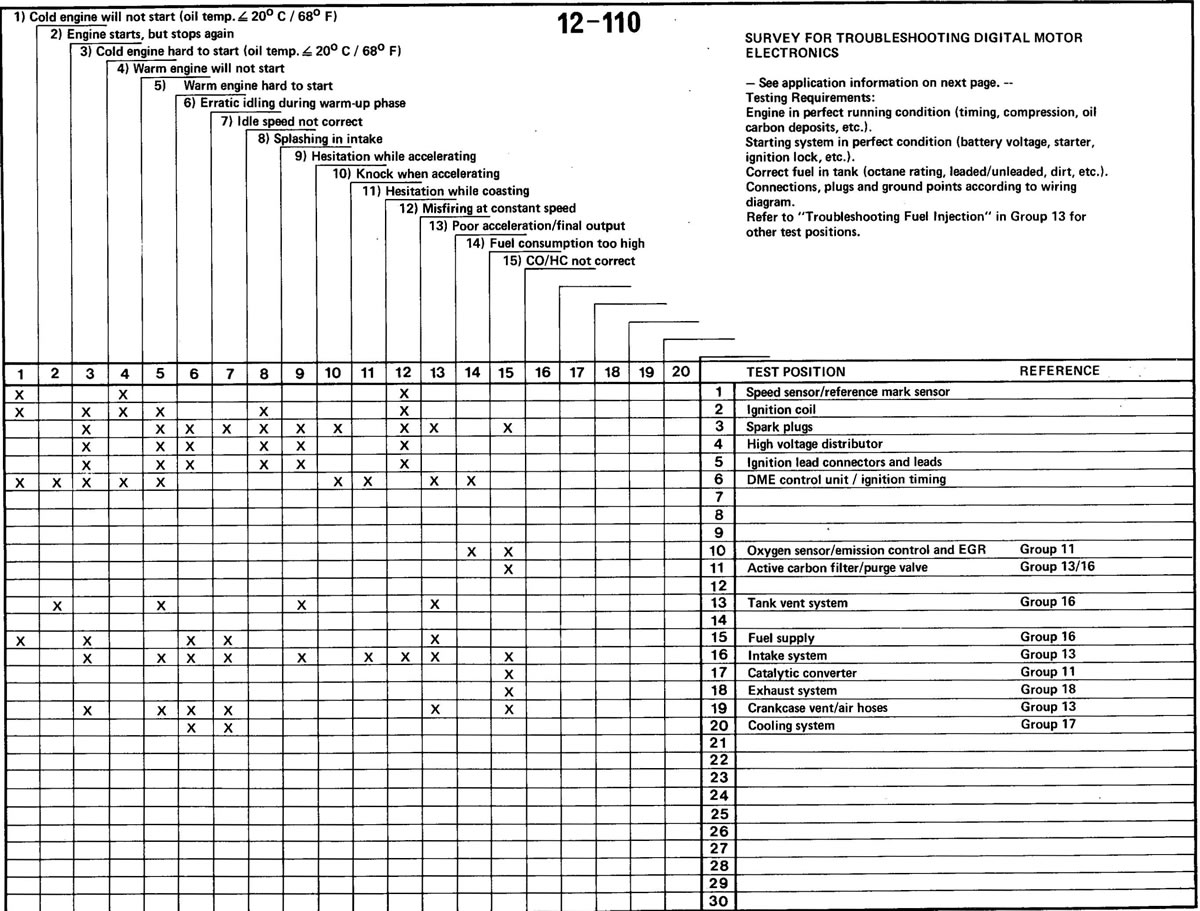 12-110
1) Cold engine will not start (oil temp. ≤ 20° C / 68° F)
2) Engine starts, but stops again
3) Cold engine hard to start (oil temp. ≤ 20° C / 68° F)
4) Warm engine will not start
5) Warm engine hard to start
6) Erratic idling during warm-up phase
7) Idle speed not correct
8) Splashing in intake
9) Hesitation while accelerating
10) Knock when accelerating
11) Hesitation while coasting
12) Misfiring at constant speed
13) Poor acceleration/final output
14) Fuel consumption too high
15) CO/HC not correct
SURVEY FOR TROUBLESHOOTING DIGITAL MOTOR
ELECTRONICS
— See application information on next page. --
Testing Requirements:
Engine in perfect running condition (timing, compression, oil
carbon deposits, etc.).
Starting system in perfect condition (battery voltage, starter,
ignition lock, etc.).
Correct fuel in tank (octane rating, leaded/unleaded, dirt, etc.).
Connections, plugs and ground points according to wiring
diagram.
Refer to "Troubleshooting Fuel Injection" in Group 13 for
other test positions.
1 2 3 4 5 6 7 8 9 10 11 12 13 14 15 16 17 18 19 20 TEST POSITION REFERENCE
X X X 1 Speed sensor/reference mark sensor
X X X X X X 2 Ignition coil
X X X X X X X X X X 3 Spark plugs
X X X X X X 4 High voltage distributor
X X X X X X 5 Ignition lead connectors and leads
X X X X X X X X X 6 DME control unit / ignition timing
7
8
9
X X 10 Oxygen sensor/emission control and EGR Group 11
X 11 Active carbon filter/purge valve Group 13/16
12
X X X X 13 Tank vent system Group 16
14
X X X X X 15 Fuel supply Group 16
X X X X X X X X X 16 Intake system Group 13
X 17 Catalytic converter Group 11
X 18 Exhaust system Group 18
X X X X X X 19 Crankcase vent/air hoses Group 13
X X 20 Cooling system Group 17
21
22
23
24
25
26
27
28
29
30